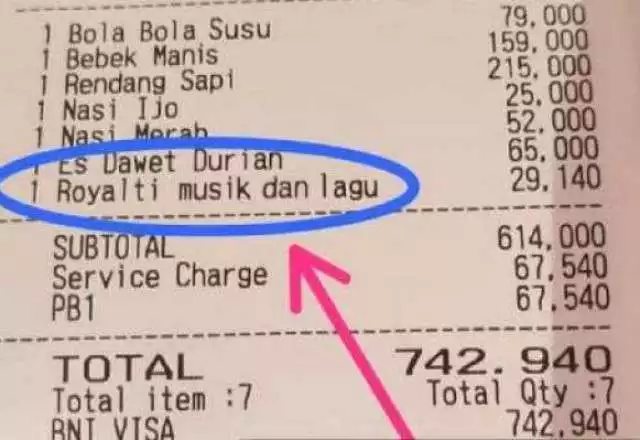 1 Bola Bola Susu 79,000
1 Bebek Manis 159,000
1 Rendang Sapi 215,000
1 Nasi Ijo 25,000
1 Nasi Merah 52,000
1 Es Dawet Durian 65,000
1 Royalti musik dan lagu 29,140
SUBTOTAL 614,000
Service Charge 67,540
PB1 67,540
TOTAL 742.940
Total item :7 Total Qty :7
BNI VISA 742,940